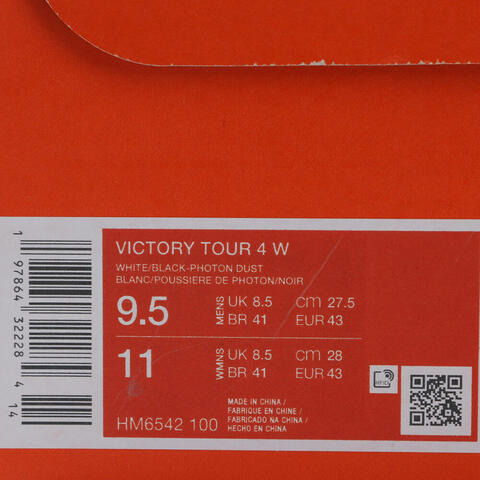 VICTORY TOUR 4 W
WHITE/BLACK-PHOTON DUST
BLANC/POUSSIERE DE PHOTON/NOIR
9.5 MENS UK 8.5 CM 27.5
BR 41 EUR 43
11 WMNS UK 8.5 CM 28
BR 41 EUR 43
HM6542 100
MADE IN CHINA /
FABRIQUE EN CHINE /
FABRICADO NA CHINA /
HECHO EN CHINA
RFID
1 97864 32228 4 14